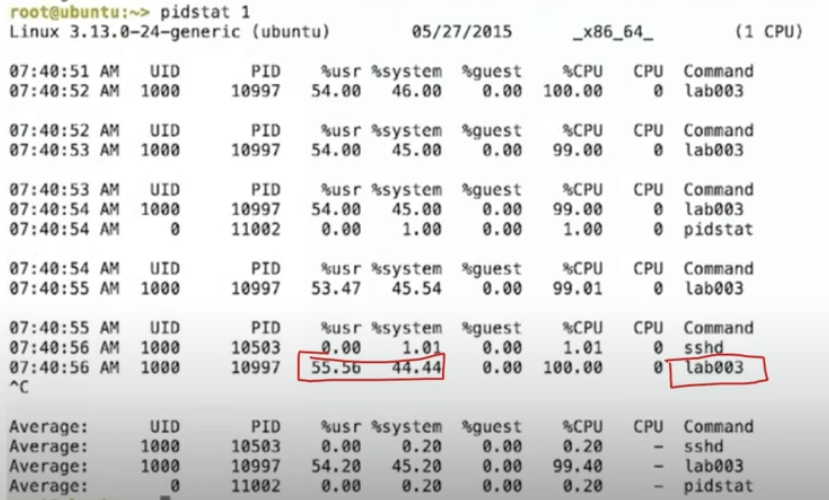 root@ubuntu:~> pidstat 1
Linux 3.13.0-24-generic (ubuntu) 05/27/2015 _x86_64_ (1 CPU)
07:40:51 AM UID PID %usr %system %guest %CPU CPU Command
07:40:52 AM 1000 10997 54.00 46.00 0.00 100.00 0 lab003
07:40:52 AM UID PID %usr %system %guest %CPU CPU Command
07:40:53 AM 1000 10997 54.00 45.00 0.00 99.00 0 lab003
07:40:53 AM UID PID %usr %system %guest %CPU CPU Command
07:40:54 AM 1000 10997 54.00 45.00 0.00 99.00 0 lab003
07:40:54 AM 0 11002 0.00 1.00 0.00 1.00 0 pidstat
07:40:54 AM UID PID %usr %system %guest %CPU CPU Command
07:40:55 AM 1000 10997 53.47 45.54 0.00 99.01 0 lab003
07:40:55 AM UID PID %usr %system %guest %CPU CPU Command
07:40:56 AM 1000 10503 0.00 1.01 0.00 1.01 0 sshd
07:40:56 AM 1000 10997 55.56 44.44 0.00 100.00 0 lab003
^C
Average: UID PID %usr %system %guest %CPU CPU Command
Average: 1000 10503 0.00 0.20 0.00 0.20 - sshd
Average: 1000 10997 54.20 45.20 0.00 99.40 - lab003
Average: 0 11002 0.00 0.20 0.00 0.20 - pidstat